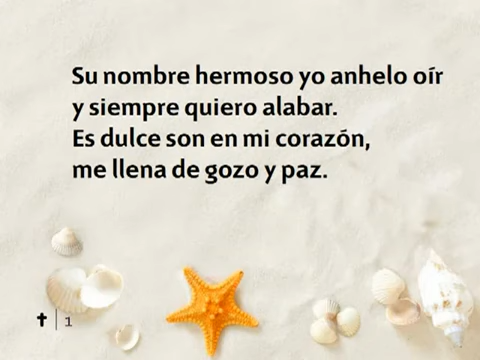 Su nombre hermoso yo anhelo oír
y siempre quiero alabar.
Es dulce son en mi corazón,
me llena de gozo y paz.
✝ | 1